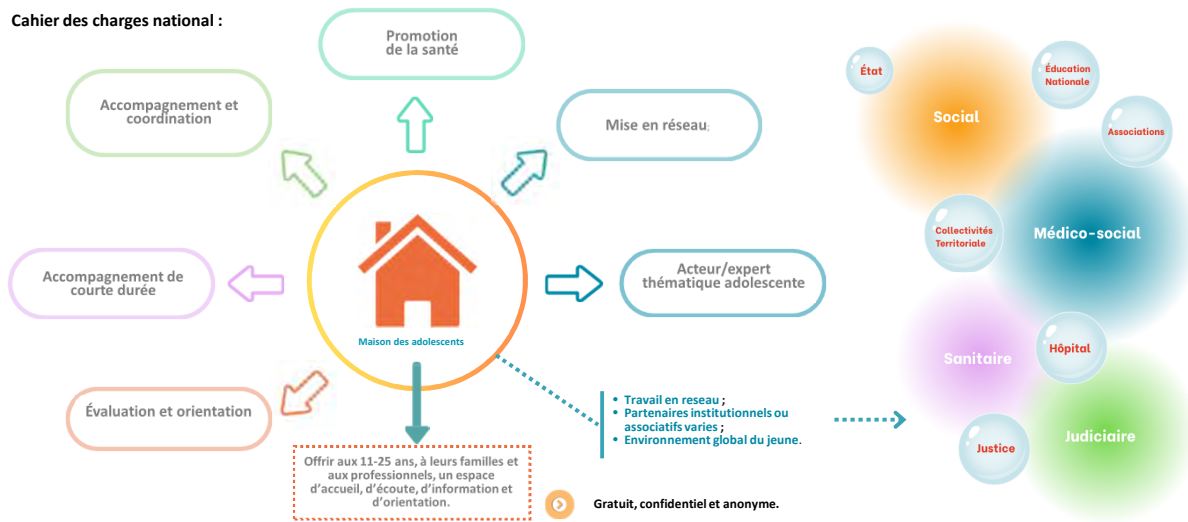 Cahier des charges national :
Promotion
de la santé
Accompagnement et
coordination
Mise en réseau;
Accompagnement de
courte durée
Acteur/expert
thématique adolescente
Maison des adolescents
Évaluation et orientation
Offrir aux 11-25 ans, à leurs familles et
aux professionnels, un espace
d'accueil, d'écoute, d'information et
d'orientation.
• Travail en reseau ;
• Partenaires institutionnels ou
associatifs varies ;
• Environnement global du jeune.
Gratuit, confidentiel et anonyme.
État
Éducation
Nationale
Social
Associations
Collectivités
Territoriale
Médico-social
Sanitaire
Hôpital
Justice
Judiciaire